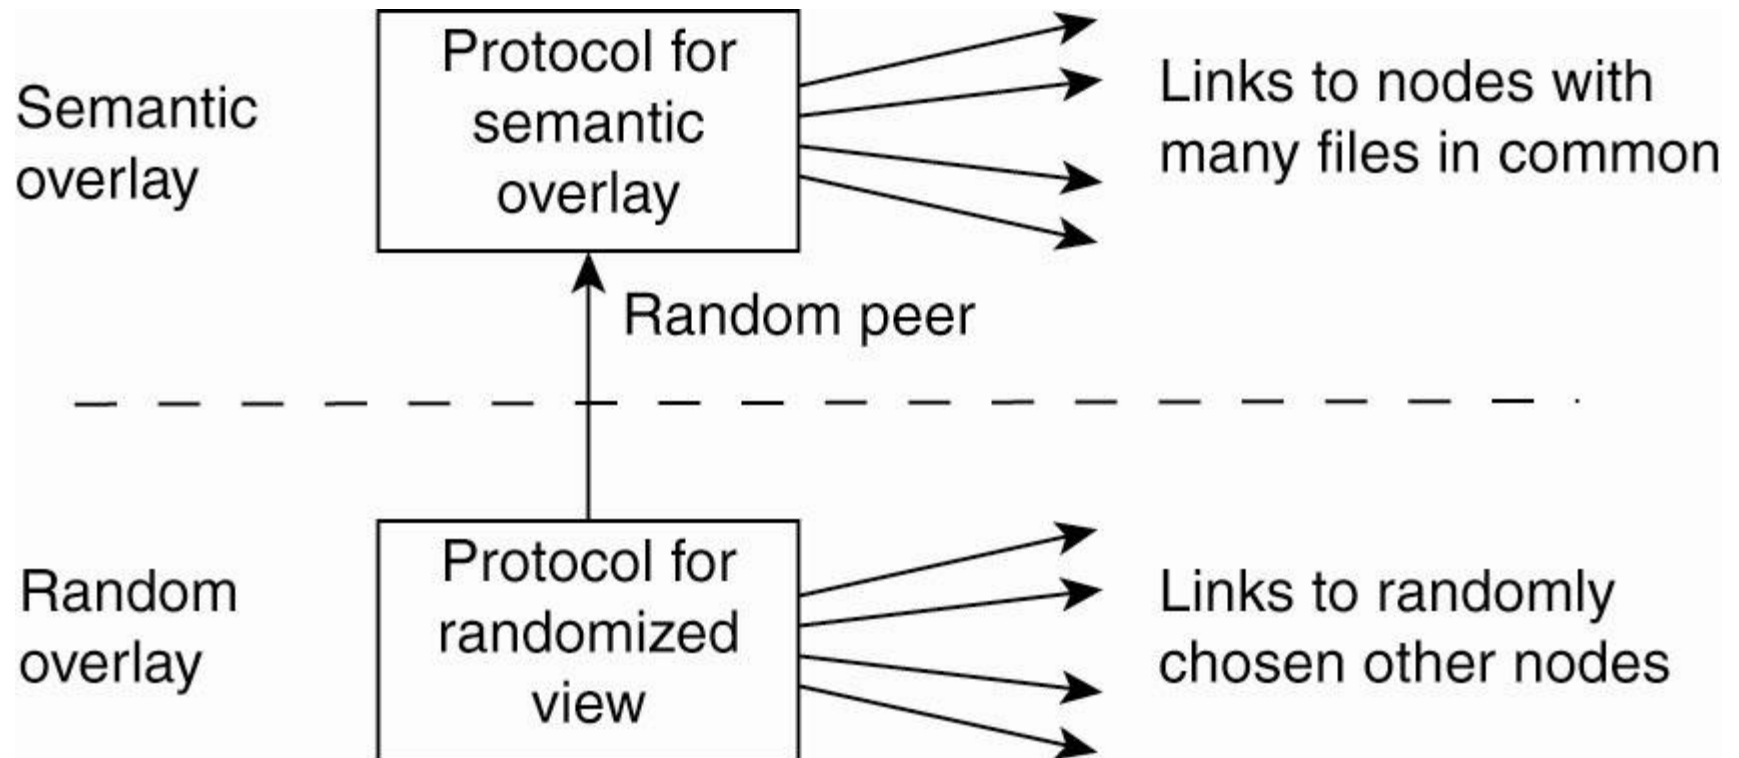 Semantic
overlay
Protocol for
semantic
overlay
Links to nodes with
many files in common
Random peer
Random
overlay
Protocol for
randomized
view
Links to randomly
chosen other nodes